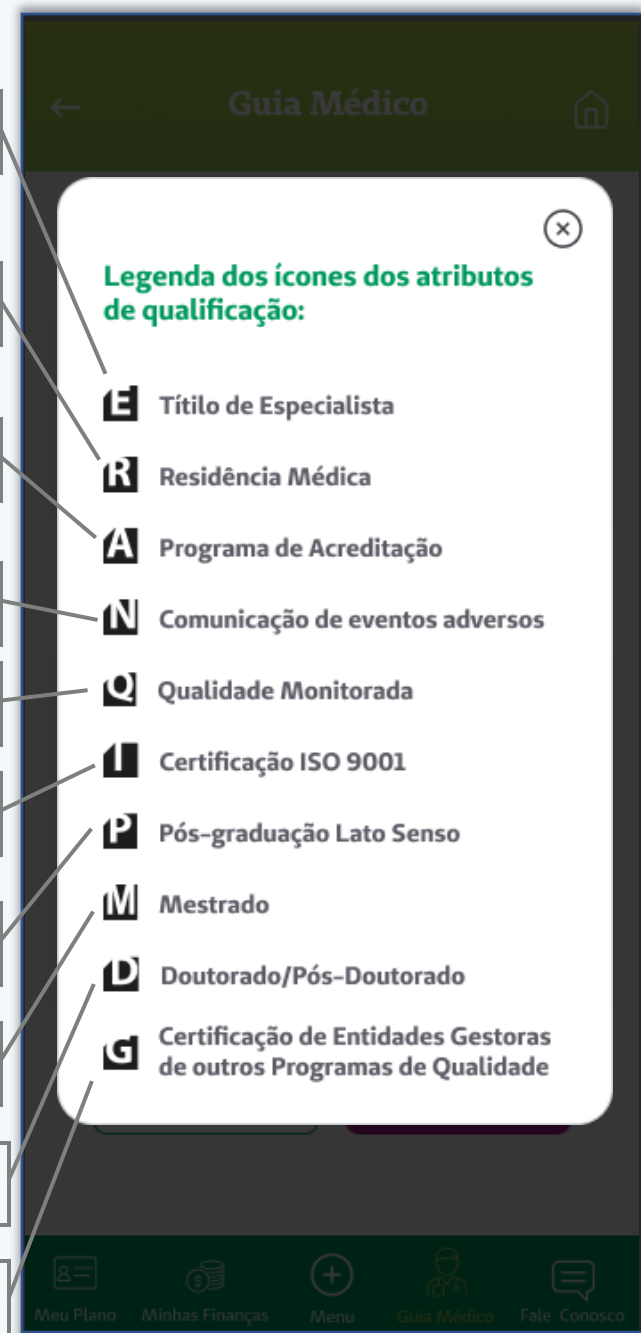 Guia Médico
Legenda dos ícones dos atributos
de qualificação:
E Títilo de Especialista
R Residência Médica
A Programa de Acreditação
N Comunicação de eventos adversos
Q Qualidade Monitorada
I Certificação ISO 9001
P Pós-graduação Lato Senso
M Mestrado
D Doutorado/Pós-Doutorado
G Certificação de Entidades Gestoras
de outros Programas de Qualidade
Meu Plano Minhas Finanças Menu Guia Médico Fale Conosco